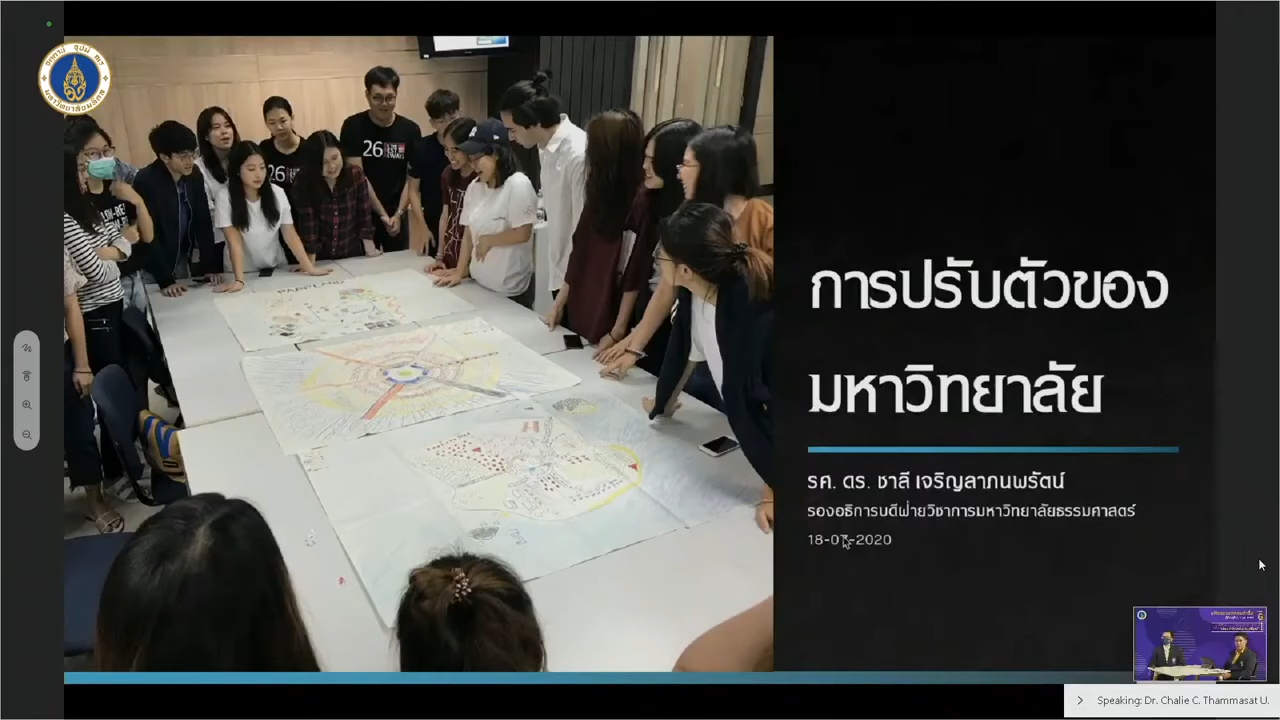 การปรับตัวของ
มหาวิทยาลัย
รศ. ดร. ชาลี เจริญลาภนพรัตน์
รองอธิการบดีฝ่ายวิชาการมหาวิทยาลัยธรรมศาสตร์
2020
Speaking: Dr. Chalie C. Thammasat U.
26
26